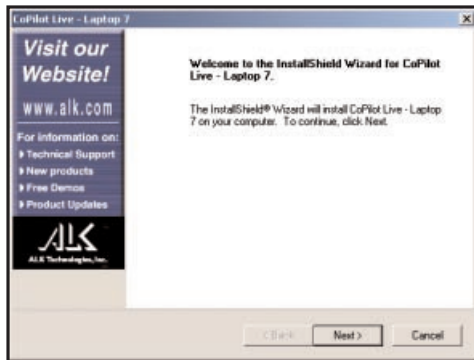 CoPilot Live - Laptop 7
Visit our
Website!
www.alk.com
For information on:
Technical Support
New products
Free Demos
Product Updates
ALK
ALK Technologies, Inc.
Welcome to the InstallShield Wizard for CoPilot
Live - Laptop 7.
The InstallShield® Wizard will install CoPilot Live - Laptop
7 on your computer. To continue, click Next.
< Back
Next >
Cancel